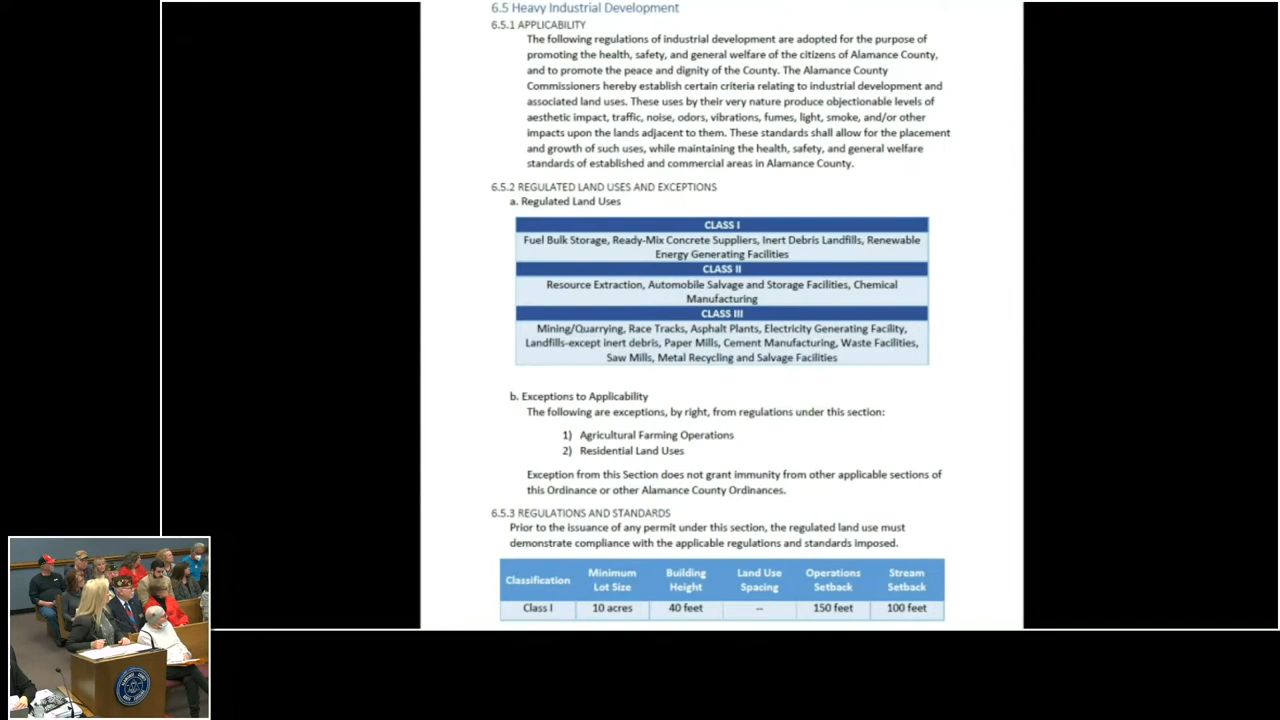 6.5 Heavy Industrial Development
6.5.1 APPLICABILITY
The following regulations of industrial development are adopted for the purpose of
promoting the health, safety, and general welfare of the citizens of Alamance County,
and to promote the peace and dignity of the County. The Alamance County
Commissioners hereby establish certain criteria relating to industrial development and
associated land uses. These uses by their very nature produce objectionable levels of
aesthetic impact, traffic, noise, odors, vibrations, fumes, light, smoke, and/or other
impacts upon the lands adjacent to them. These standards shall allow for the placement
and growth of such uses, while maintaining the health, safety, and general welfare
standards of established and commercial areas in Alamance County.
6.5.2 REGULATED LAND USES AND EXCEPTIONS
a. Regulated Land Uses
CLASS I
Fuel Bulk Storage, Ready-Mix Concrete Suppliers, Inert Debris Landfills, Renewable
Energy Generating Facilities
CLASS II
Resource Extraction, Automobile Salvage and Storage Facilities, Chemical
Manufacturing
CLASS III
Mining/Quarrying, Race Tracks, Asphalt Plants, Electricity Generating Facility,
Landfills-except inert debris, Paper Mills, Cement Manufacturing, Waste Facilities,
Saw Mills, Metal Recycling and Salvage Facilities
b. Exceptions to Applicability
The following are exceptions, by right, from regulations under this section:
1) Agricultural Farming Operations
2) Residential Land Uses
Exception from this Section does not grant immunity from other applicable sections of
this Ordinance or other Alamance County Ordinances.
6.5.3 REGULATIONS AND STANDARDS
Prior to the issuance of any permit under this section, the regulated land use must
demonstrate compliance with the applicable regulations and standards imposed.
Classification Minimum Lot Size Building Height Land Use Spacing Operations Setback Stream Setback
Class I 10 acres 40 feet -- 150 feet 100 feet